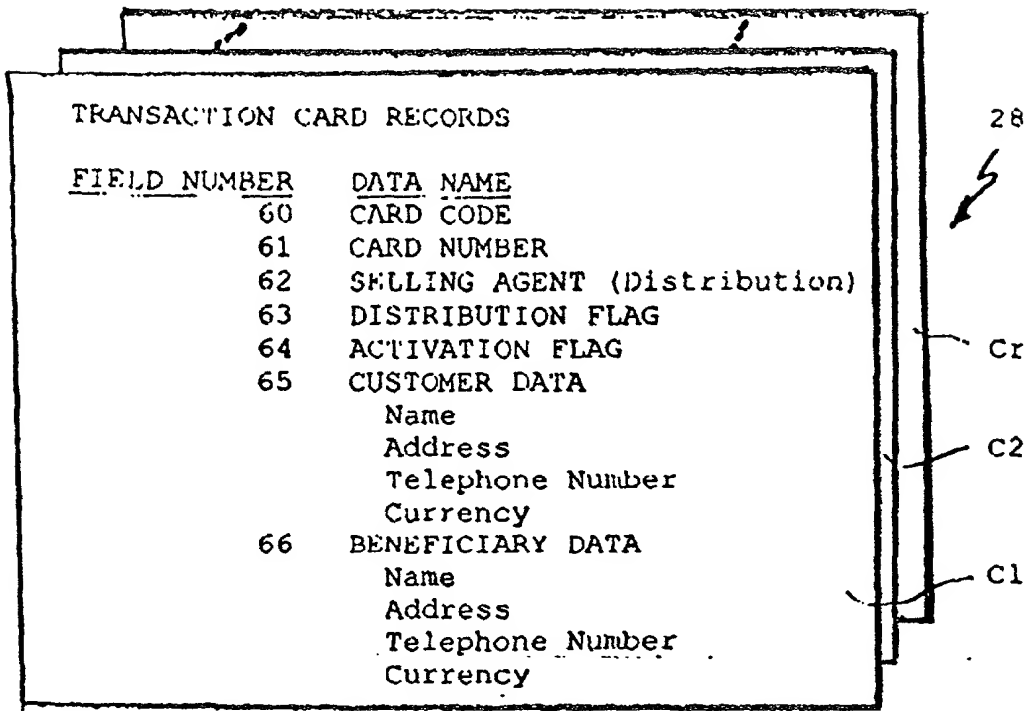 TRANSACTION CARD RECORDS
28
FIELD NUMBER DATA NAME
60 CARD CODE
61 CARD NUMBER
62 SELLING AGENT (Distribution)
63 DISTRIBUTION FLAG
64 ACTIVATION FLAG
Cr
65 CUSTOMER DATA
Name
Address
C2
Telephone Number
Currency
66 BENEFICIARY DATA
Name
C1
Address
Telephone Number
Currency